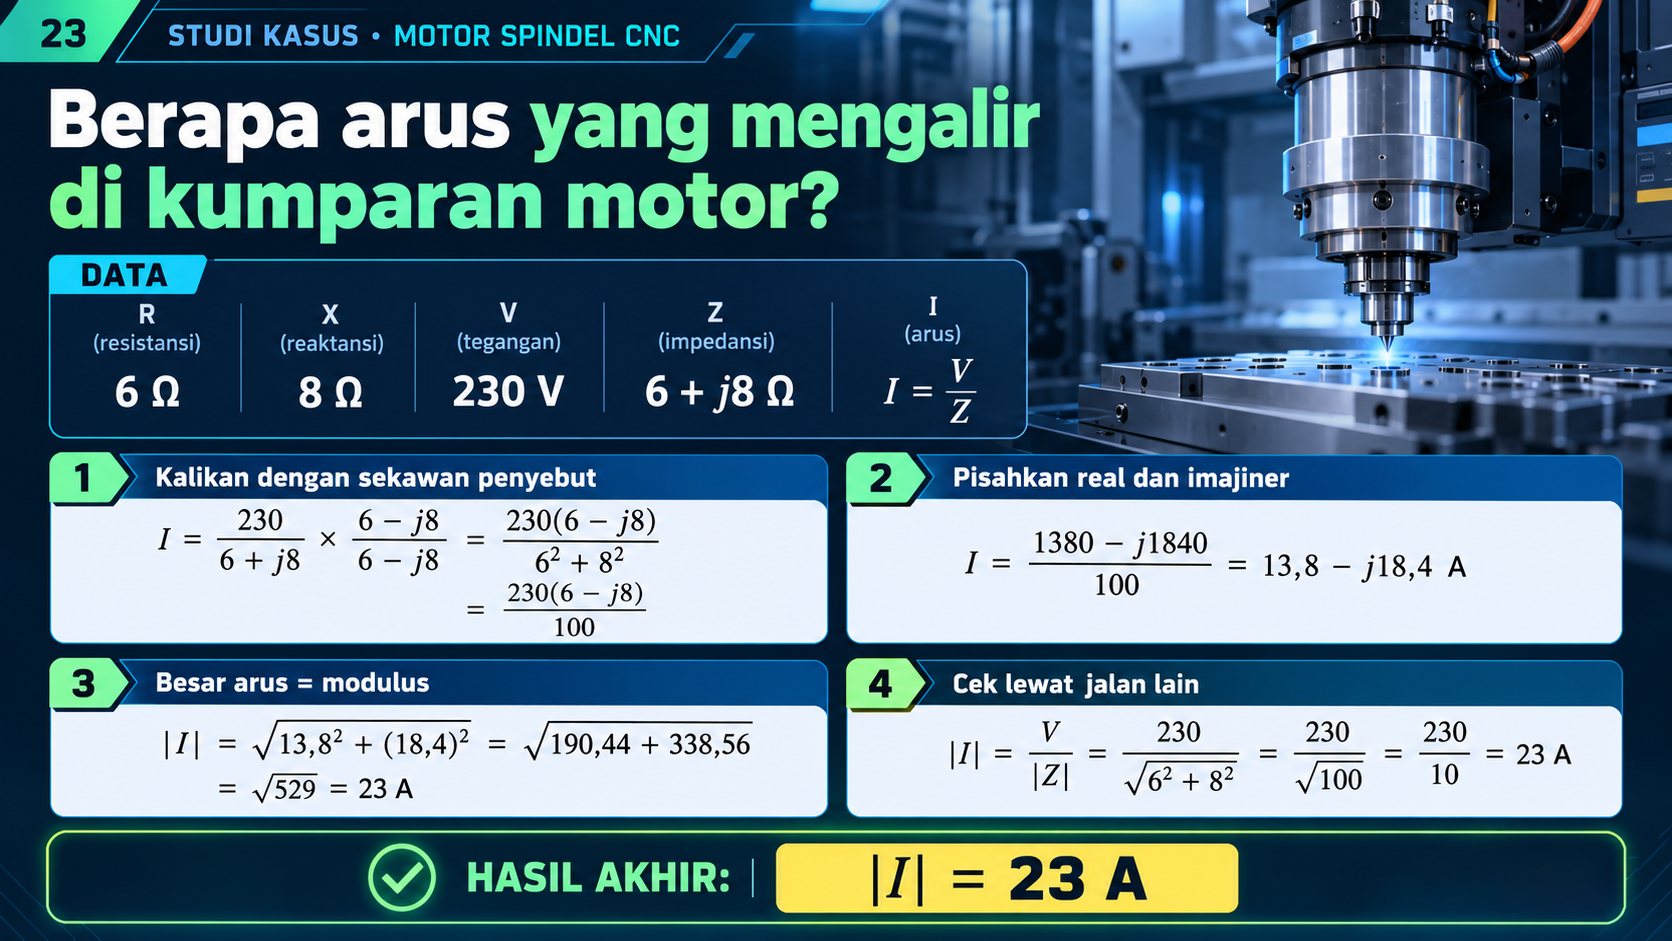 23
STUDI KASUS • MOTOR SPINDEL CNC
Berapa arus yang mengalir
di kumparan motor?
DATA
R
(resistansi)
6 Ω
X
(reaktansi)
8 Ω
V
(tegangan)
230 V
Z
(impedansi)
6 + j8 Ω
I
(arus)
I = V/Z
1 Kalikan dengan sekawan penyebut
I = 230/(6 + j8) × (6 − j8)/(6 − j8) = 230(6 − j8)/(6² + 8²)
= 230(6 − j8)/100
2 Pisahkan real dan imajiner
I = (1380 − j1840)/100 = 13,8 − j18,4 A
3 Besar arus = modulus
|I| = √(13,8² + (18,4)²) = √(190,44 + 338,56)
= √529 = 23 A
4 Cek lewat jalan lain
|I| = V/|Z| = 230/√(6² + 8²) = 230/√100 = 230/10 = 23 A
HASIL AKHIR: |I| = 23 A